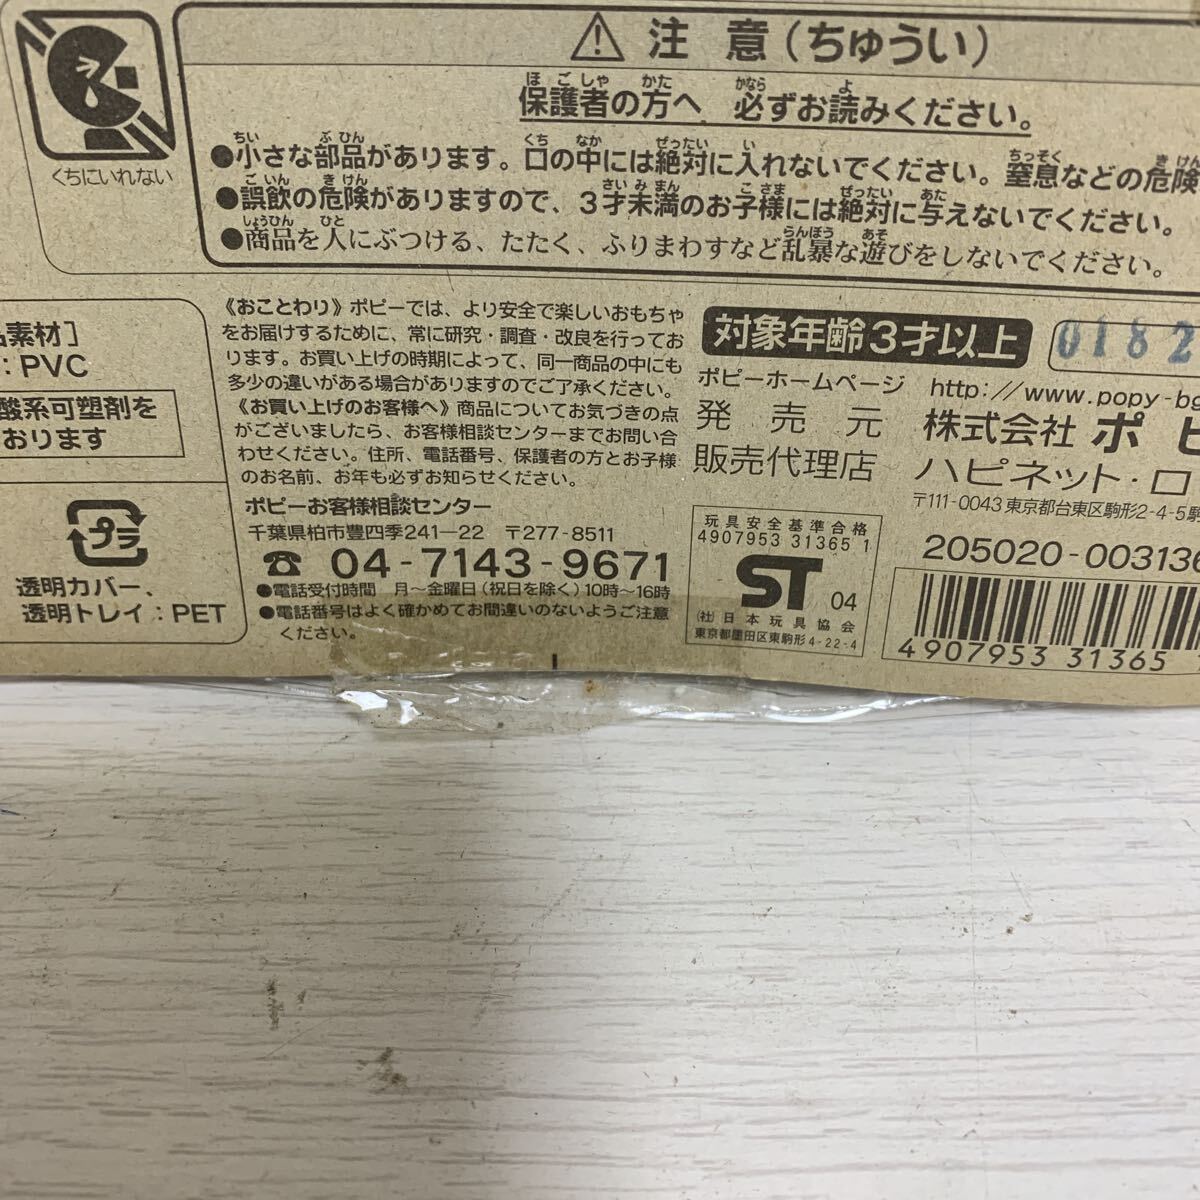 くちにいれない
⚠ 注意(ちゅうい)
保護者の方へ 必ずお読みください。
●小さな部品があります。口の中には絶対に入れないでください。窒息などの危険
●誤飲の危険がありますので、3才未満のお子様には絶対に与えないでください。
●商品を人にぶつける、たたく、ふりまわすなど乱暴な遊びをしないでください。
品素材]
:PVC
酸系可塑剤を
おります
プラ
透明カバー、
透明トレイ:PET
《おことわり》ポピーでは、より安全で楽しいおもちゃ
をお届けするために、常に研究・調査・改良を行ってお
ります。お買い上げの時期によって、同一商品の中にも
多少の違いがある場合がありますのでご了承ください。
《お買い上げのお客様へ》商品についてお気づきの点
がございましたら、お客様相談センターまでお問い合
わせください。住所、電話番号、保護者の方とお子様
のお名前、お年も必ずお知らせください。
ポピーお客様相談センター
千葉県柏市豊四季241-22 〒277-8511
☎ 04-7143-9671
●電話受付時間 月~金曜日(祝日を除く)10時~16時
●電話番号はよく確かめてお間違いのないようご注意
ください。
対象年齢3才以上
0182
ポピーホームページ http://www.popy-bg
発売元 株式会社 ポピ
販売代理店 ハピネット・ロ
〒111-0043 東京都台東区駒形2-4-5駒
玩具安全基準合格
4907953 31365 1
ST 04
(社)日本玩具協会
東京都墨田区東駒形4-22-4
205020-003136
4 907953 31365